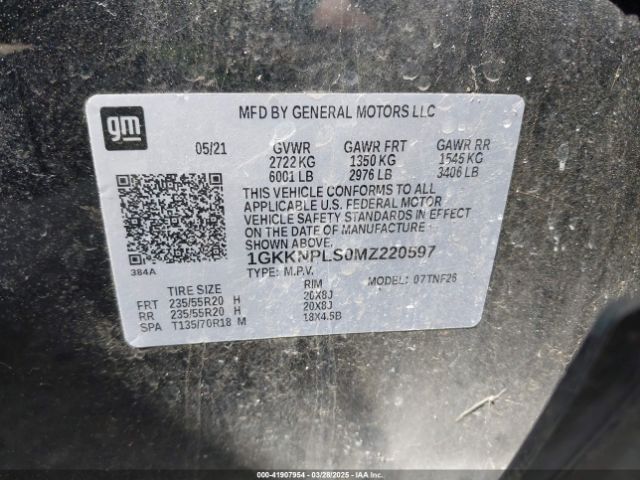 gm
MFD BY GENERAL MOTORS LLC
05/21 GVWR GAWR FRT GAWR RR
2722 KG 1350 KG 1545 KG
6001 LB 2976 LB 3406 LB
THIS VEHICLE CONFORMS TO ALL
APPLICABLE U.S. FEDERAL MOTOR
VEHICLE SAFETY STANDARDS IN EFFECT
ON THE DATE OF MANUFACTURE
SHOWN ABOVE.
384A
1GKKNPLS0MZ220597
TYPE: M.P.V. MODEL: 07TNF26
TIRE SIZE RIM
FRT 235/55R20 H 20X8J
RR 235/55R20 H 20X8J
SPA T135/70R18 M 18X4.5B
000-41907954 | 03/28/2025 - IAAI.COM